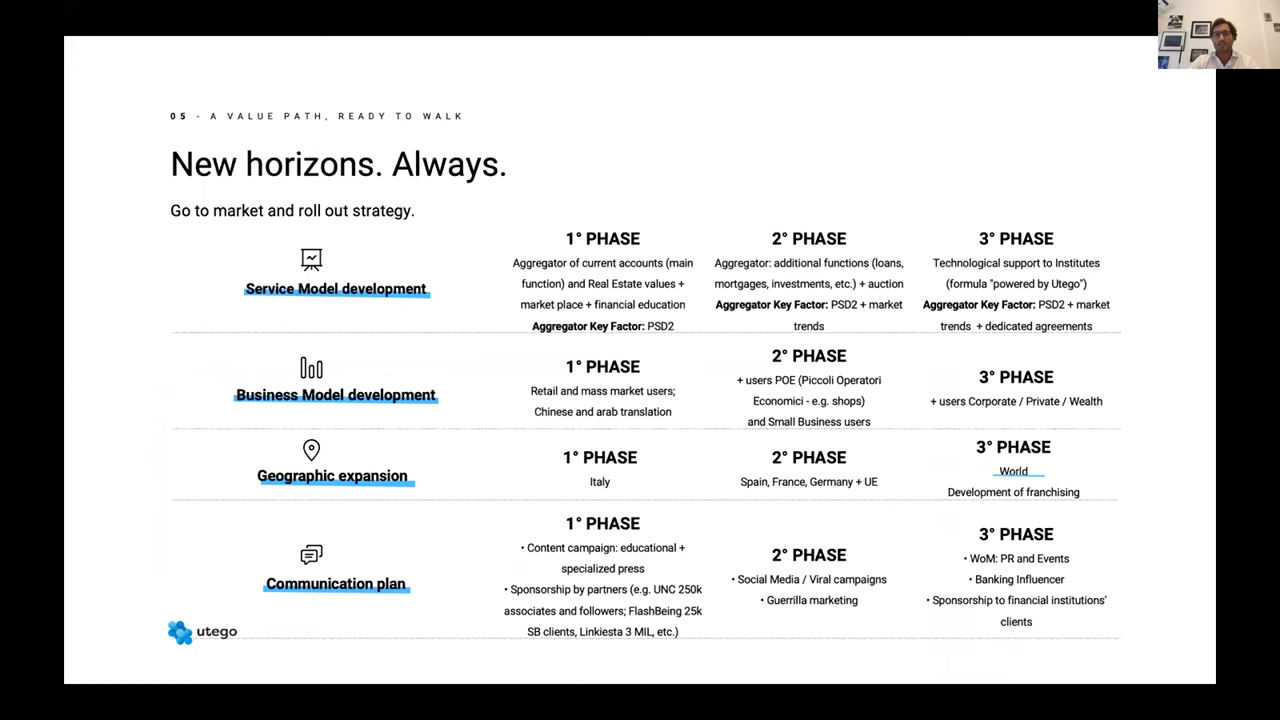 05 - A VALUE PATH, READY TO WALK
New horizons. Always.
Go to market and roll out strategy.
Service Model development
1° PHASE
Aggregator of current accounts (main
function) and Real Estate values +
market place + financial education
Aggregator Key Factor: PSD2
2° PHASE
Aggregator: additional functions (loans,
mortgages, investments, etc.) + auction
Aggregator Key Factor: PSD2 + market
trends
3° PHASE
Technological support to Institutes
(formula "powered by Utego")
Aggregator Key Factor: PSD2 + market
trends + dedicated agreements
Business Model development
1° PHASE
Retail and mass market users;
Chinese and arab translation
2° PHASE
+ users POE (Piccoli Operatori
Economici - e.g. shops)
and Small Business users
3° PHASE
+ users Corporate / Private / Wealth
Geographic expansion
1° PHASE
Italy
2° PHASE
Spain, France, Germany + UE
3° PHASE
World
Development of franchising
Communication plan
1° PHASE
• Content campaign: educational +
specialized press
• Sponsorship by partners (e.g. UNC 250k
associates and followers; FlashBeing 25k
SB clients, Linkiesta 3 MIL, etc.)
2° PHASE
• Social Media / Viral campaigns
• Guerrilla marketing
3° PHASE
• WoM: PR and Events
• Banking Influencer
• Sponsorship to financial institutions'
clients
utego